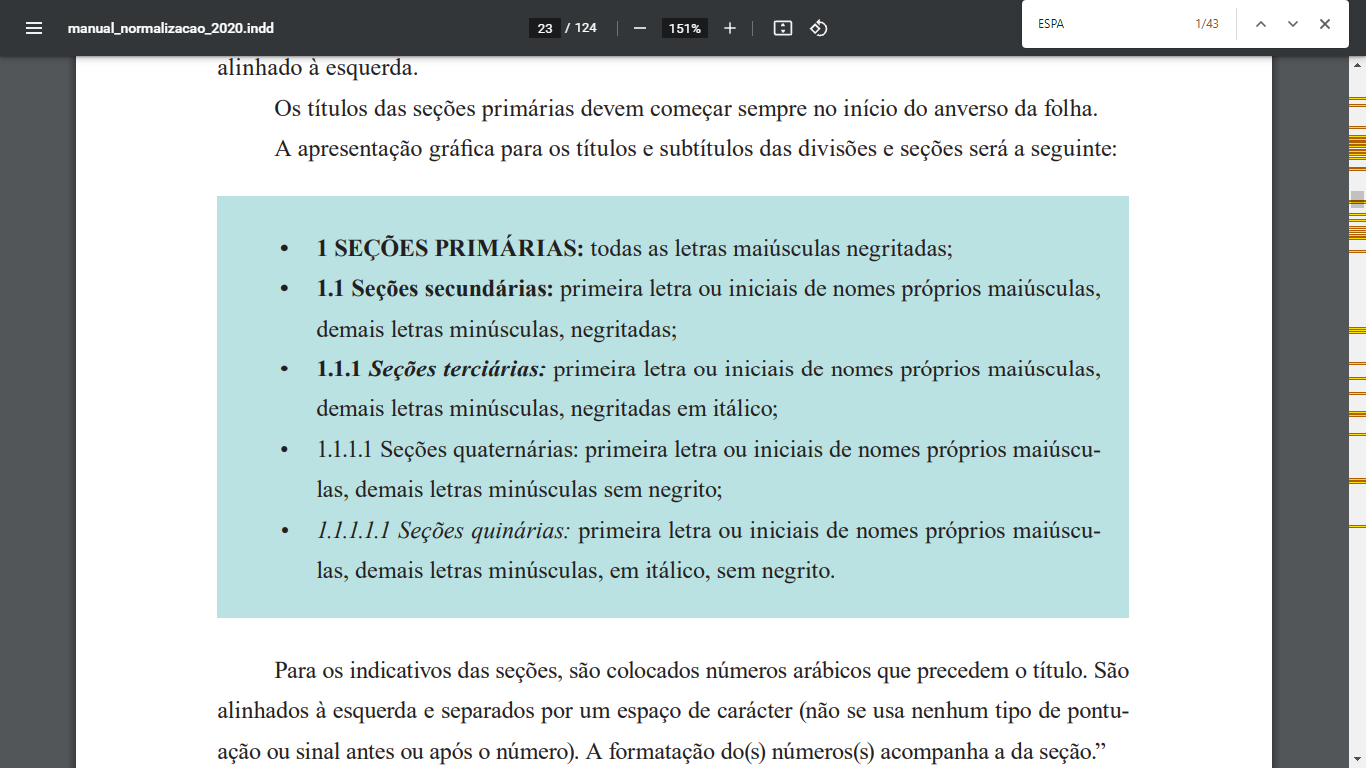 manual_normalizacao_2020.indd
23 / 124
151%
ESPA
1/43
alinhado à esquerda.
Os títulos das seções primárias devem começar sempre no início do anverso da folha.
A apresentação gráfica para os títulos e subtítulos das divisões e seções será a seguinte:
• 1 SEÇÕES PRIMÁRIAS: todas as letras maiúsculas negritadas;
• 1.1 Seções secundárias: primeira letra ou iniciais de nomes próprios maiúsculas,
demais letras minúsculas, negritadas;
• 1.1.1 Seções terciárias: primeira letra ou iniciais de nomes próprios maiúsculas,
demais letras minúsculas, negritadas em itálico;
• 1.1.1.1 Seções quaternárias: primeira letra ou iniciais de nomes próprios maiúscu-
las, demais letras minúsculas sem negrito;
• 1.1.1.1.1 Seções quinárias: primeira letra ou iniciais de nomes próprios maiúscu-
las, demais letras minúsculas, em itálico, sem negrito.
Para os indicativos das seções, são colocados números arábicos que precedem o título. São
alinhados à esquerda e separados por um espaço de carácter (não se usa nenhum tipo de pontu-
ação ou sinal antes ou após o número). A formatação do(s) números(s) acompanha a da seção.”